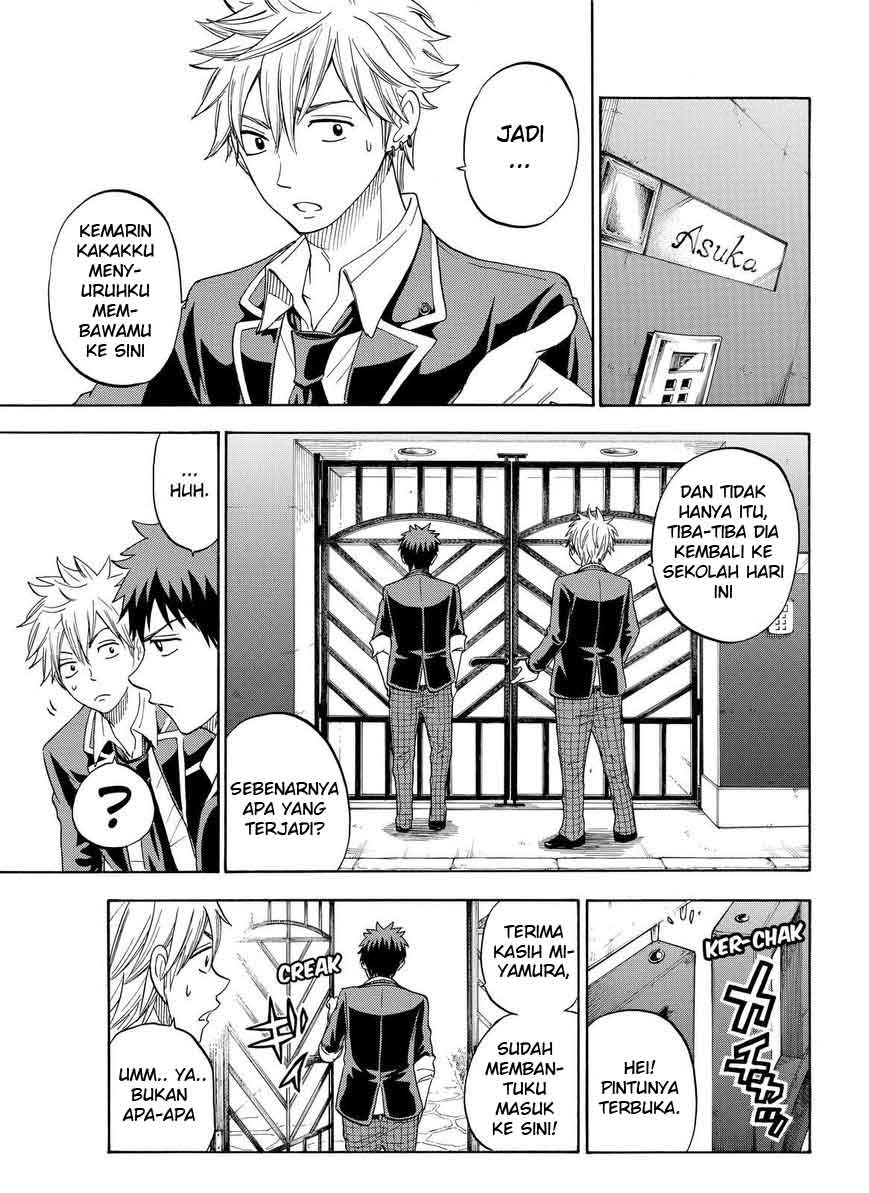 Asuka
JADI
...
KEMARIN
KAKAKKU
MENY-
URUHKU
MEM-
BAWAMU
KE SINI
DAN TIDAK
HANYA ITU,
TIBA-TIBA DIA
KEMBALI KE
SEKOLAH HARI
INI
SEBENARNYA
APA YANG
TERJADI?
...
HUH.
?
KER-CHAK
HEI!
PINTUNYA
TERBUKA.
TERIMA
KASIH MI-
YAMURA,
SUDAH
MEMBAN-
TUKU
MASUK
KE SINI!
CREAK
UMM.. YA..
BUKAN
APA-APA